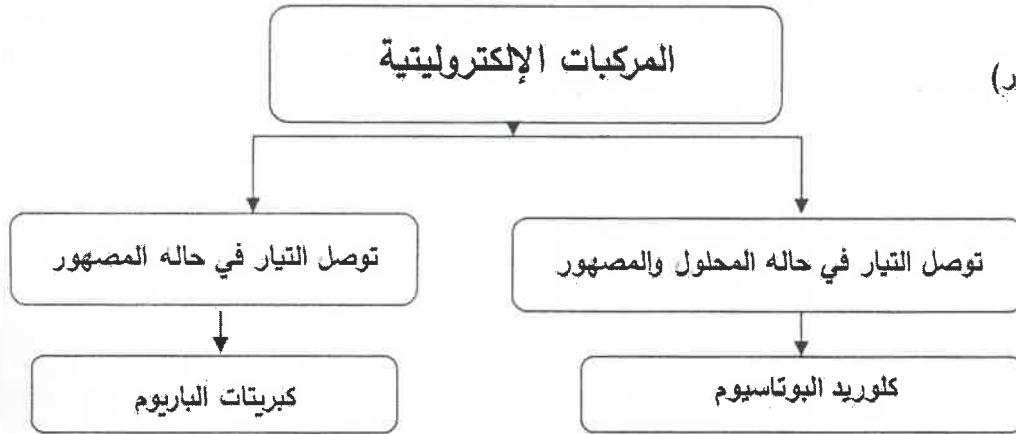 المركبات الإلكتروليتية
ر)
توصل التيار في حاله المحلول والمصهور
توصل التيار في حاله المصهور
كلوريد البوتاسيوم
كبريتات الباريوم